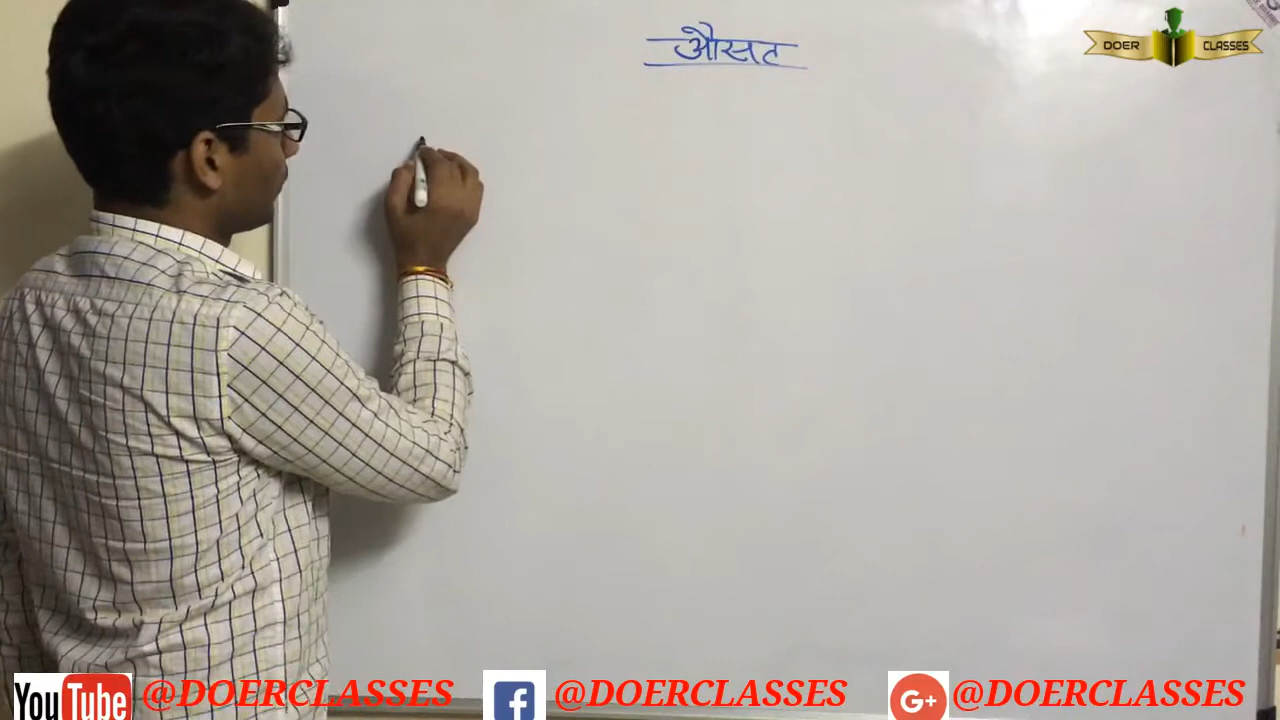 औसत
DOER CLASSES
YouTube @DOERCLASSES f @DOERCLASSES G+ @DOERCLASSES